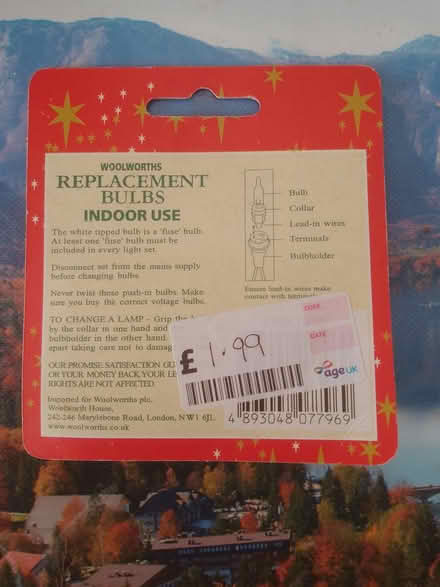 WOOLWORTHS
REPLACEMENT
BULBS
INDOOR USE
The white tipped bulb is a 'fuse' bulb.
At least one 'fuse' bulb must be
included in every light set.
Disconnect set from the mains supply
before changing bulbs.
Never twist these push-in bulbs. Make
sure you buy the correct voltage bulbs.
TO CHANGE A LAMP - Grip the
by the collar in one hand and
bulbholder in the other hand.
apart taking care not to damag
OUR PROMISE: SATISFACTION GU
OR YOUR MONEY BACK YOUR LE
RIGHTS ARE NOT AFFECTED.
Imported for Woolworths plc,
Woolworth House,
242-246 Marylebone Road, London, NW1 6JL
www.woolworths.co.uk
Bulb
Collar
Lead-in wires
Terminals
Bulbholder
Ensure lead-in wires make
contact with terminals
CODE
DATE
£ 1.99
ageUK
4 893048 077969